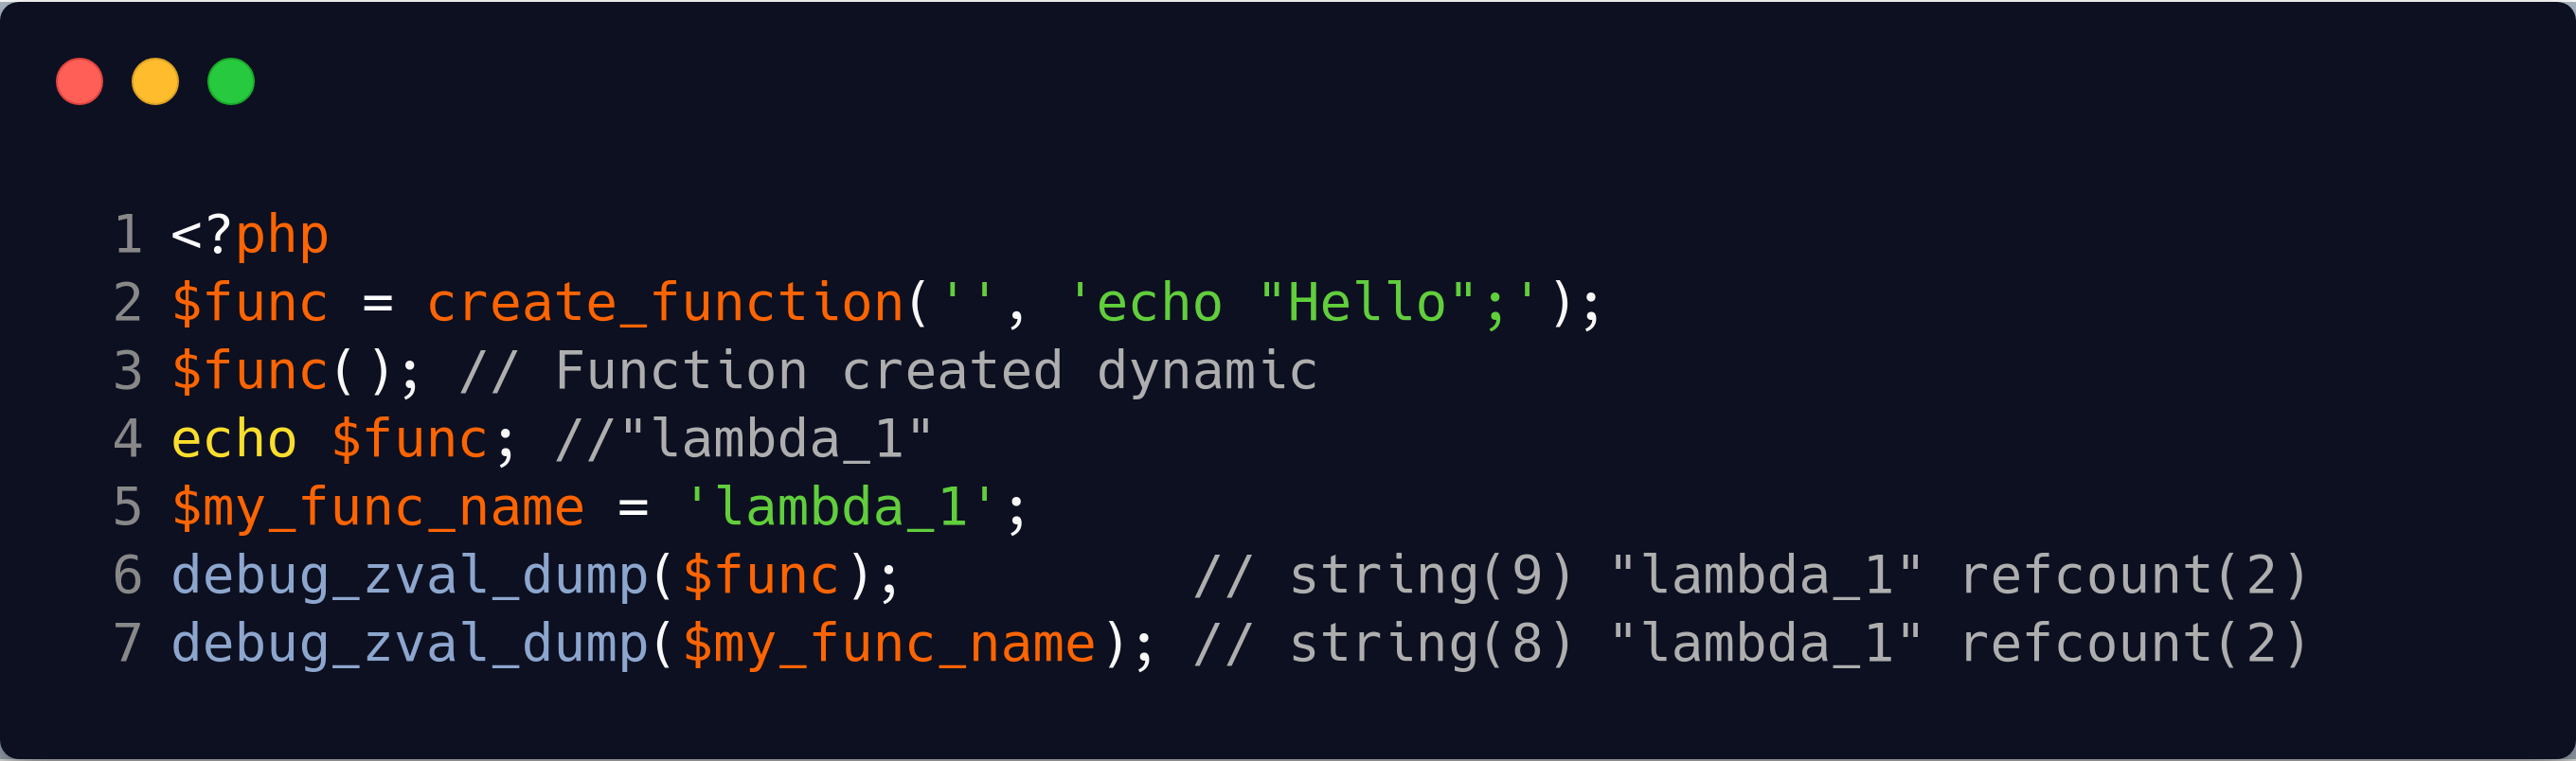 1 <?php
2 $func = create_function('', 'echo "Hello";');
3 $func(); // Function created dynamic
4 echo $func; //"lambda_1"
5 $my_func_name = 'lambda_1';
6 debug_zval_dump($func);         // string(9) "lambda_1" refcount(2)
7 debug_zval_dump($my_func_name); // string(8) "lambda_1" refcount(2)